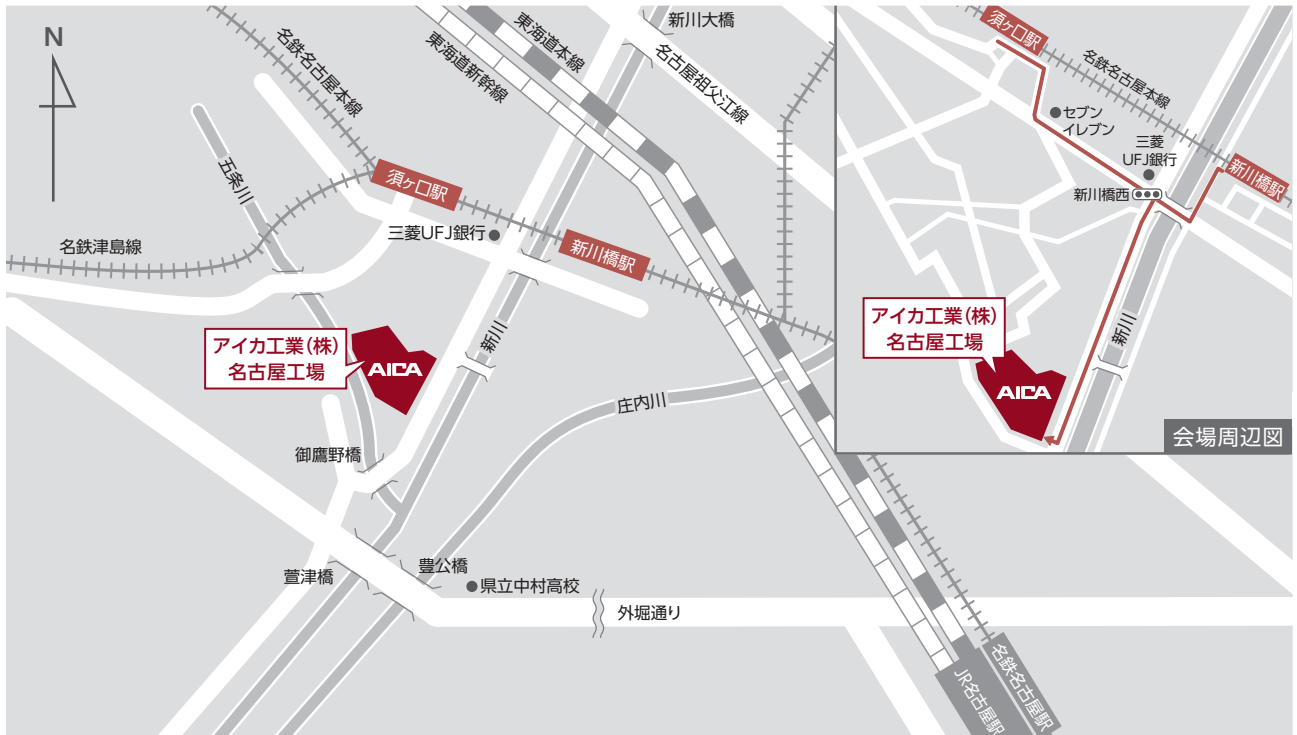 N
名鉄名古屋本線
東海道新幹線
東海道本線
新川大橋
名古屋祖父江線
五条川
須ヶ口駅
名鉄津島線
三菱UFJ銀行
新川橋駅
アイカ工業(株)
名古屋工場
AICA
新川
庄内川
御鷹野橋
萱津橋
豊公橋
県立中村高校
外堀通り
JR名古屋駅
名鉄名古屋駅
須ヶ口駅
名鉄名古屋本線
セブン
イレブン
三菱
UFJ銀行
新川橋駅
新川橋西
アイカ工業(株)
名古屋工場
AICA
新川
会場周辺図